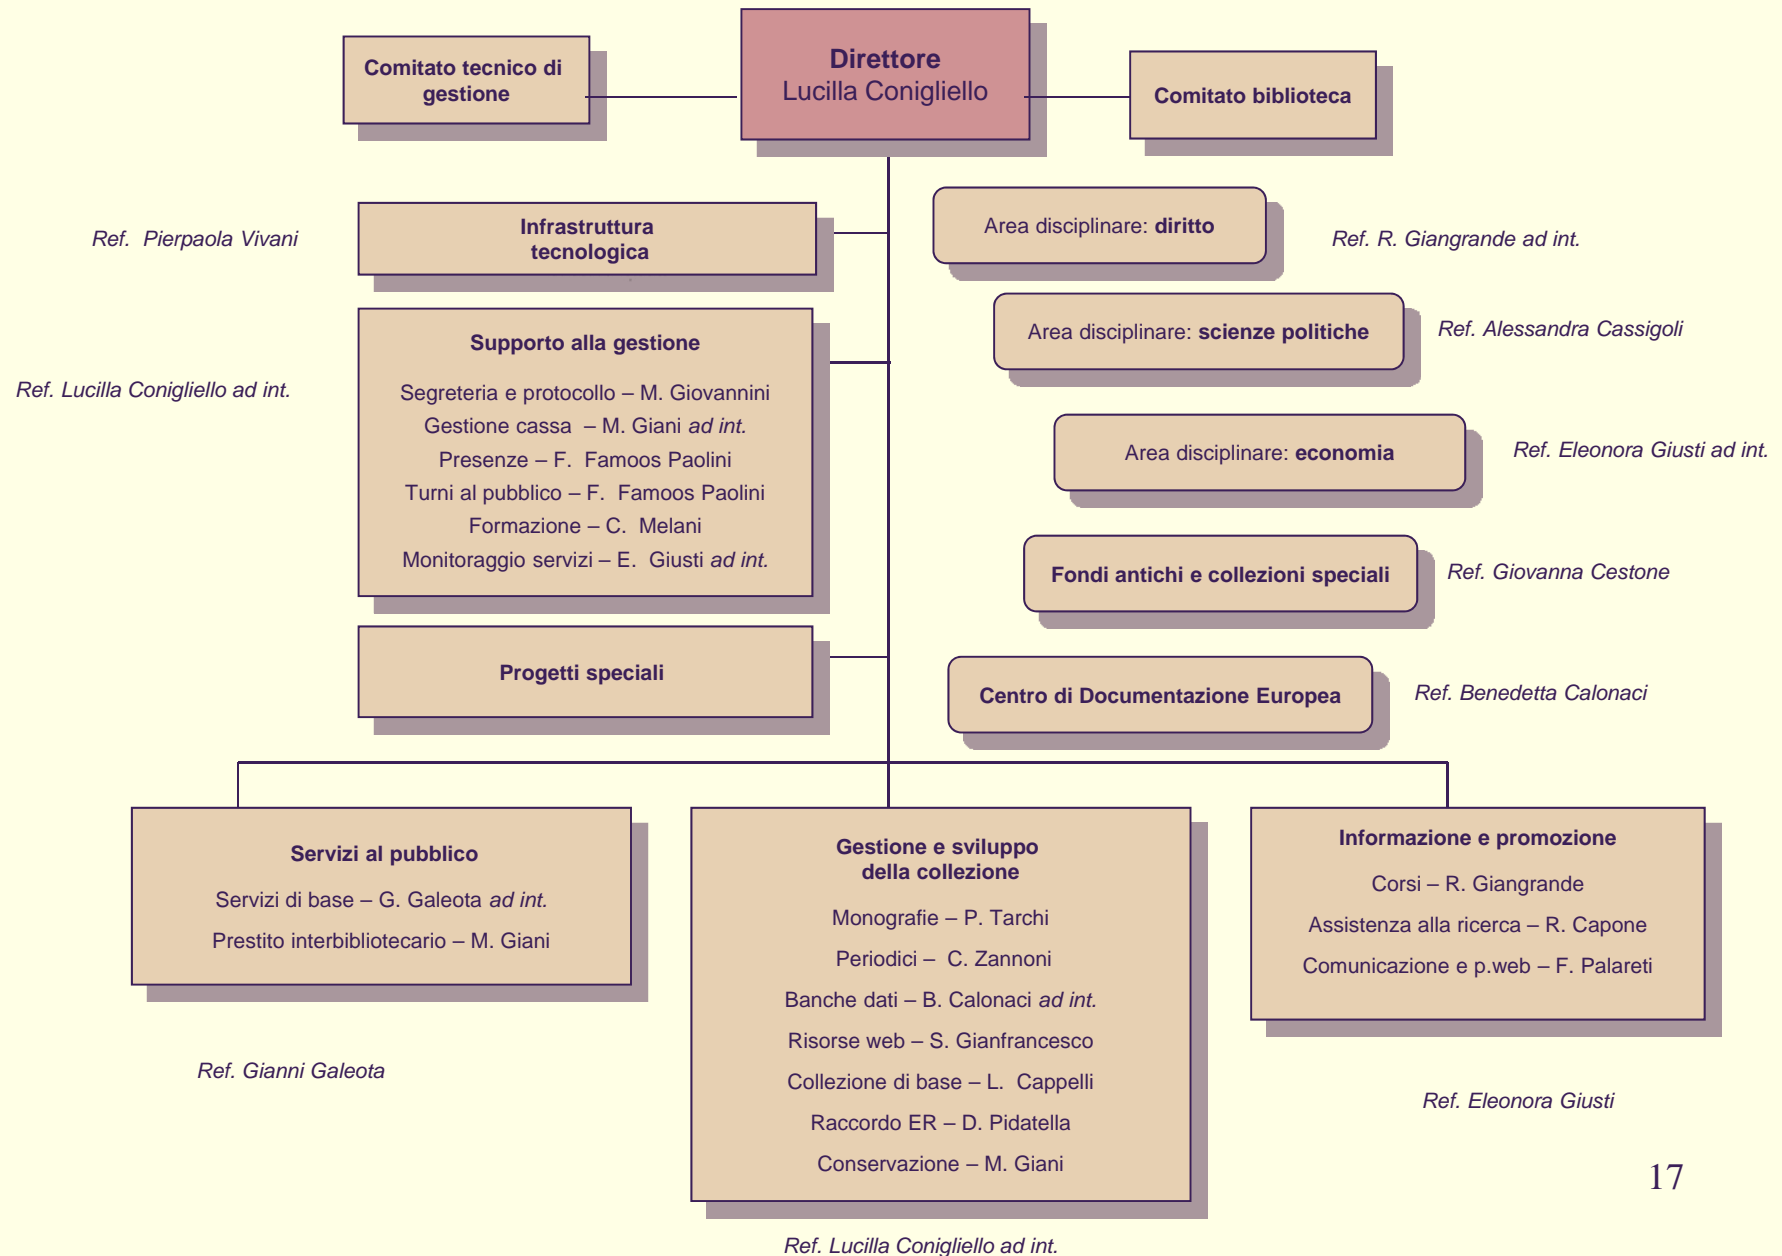 Comitato tecnico di
gestione
Direttore
Lucilla Conigliello
Comitato biblioteca
Ref.  Pierpaola Vivani
Infrastruttura
tecnologica
Area disciplinare: diritto
Ref. R. Giangrande ad int.
Area disciplinare: scienze politiche
Ref. Alessandra Cassigoli
Ref. Lucilla Conigliello ad int.
Supporto alla gestione
Segreteria e protocollo – M. Giovannini
Gestione cassa  – M. Giani ad int.
Presenze – F.  Famoos Paolini
Turni al pubblico – F.  Famoos Paolini
Formazione – C.  Melani
Monitoraggio servizi – E.  Giusti ad int.
Area disciplinare: economia
Ref. Eleonora Giusti ad int.
Fondi antichi e collezioni speciali
Ref. Giovanna Cestone
Progetti speciali
Centro di Documentazione Europea
Ref. Benedetta Calonaci
Servizi al pubblico
Servizi di base – G. Galeota ad int.
Prestito interbibliotecario – M. Giani
Ref. Gianni Galeota
Gestione e sviluppo
della collezione
Monografie – P. Tarchi
Periodici –  C. Zannoni
Banche dati – B. Calonaci ad int.
Risorse web – S. Gianfrancesco
Collezione di base – L.  Cappelli
Raccordo ER – D. Pidatella
Conservazione – M. Giani
Ref. Lucilla Conigliello ad int.
Informazione e promozione
Corsi – R. Giangrande
Assistenza alla ricerca – R. Capone
Comunicazione e p.web – F. Palareti
Ref. Eleonora Giusti
17